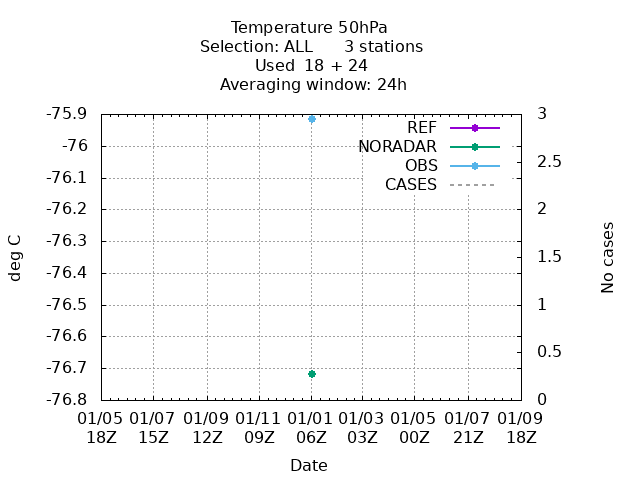 Temperature 50hPa
Selection: ALL 3 stations
Used 18 + 24
Averaging window: 24h
-75.9
-76
-76.1
-76.2
-76.3
-76.4
-76.5
-76.6
-76.7
-76.8
deg C
REF
NORADAR
OBS
CASES
3
2.5
2
1.5
1
0.5
0
No cases
01/05 01/07 01/09 01/11 01/01 01/03 01/05 01/07 01/09
18Z 15Z 12Z 09Z 06Z 03Z 00Z 21Z 18Z
Date